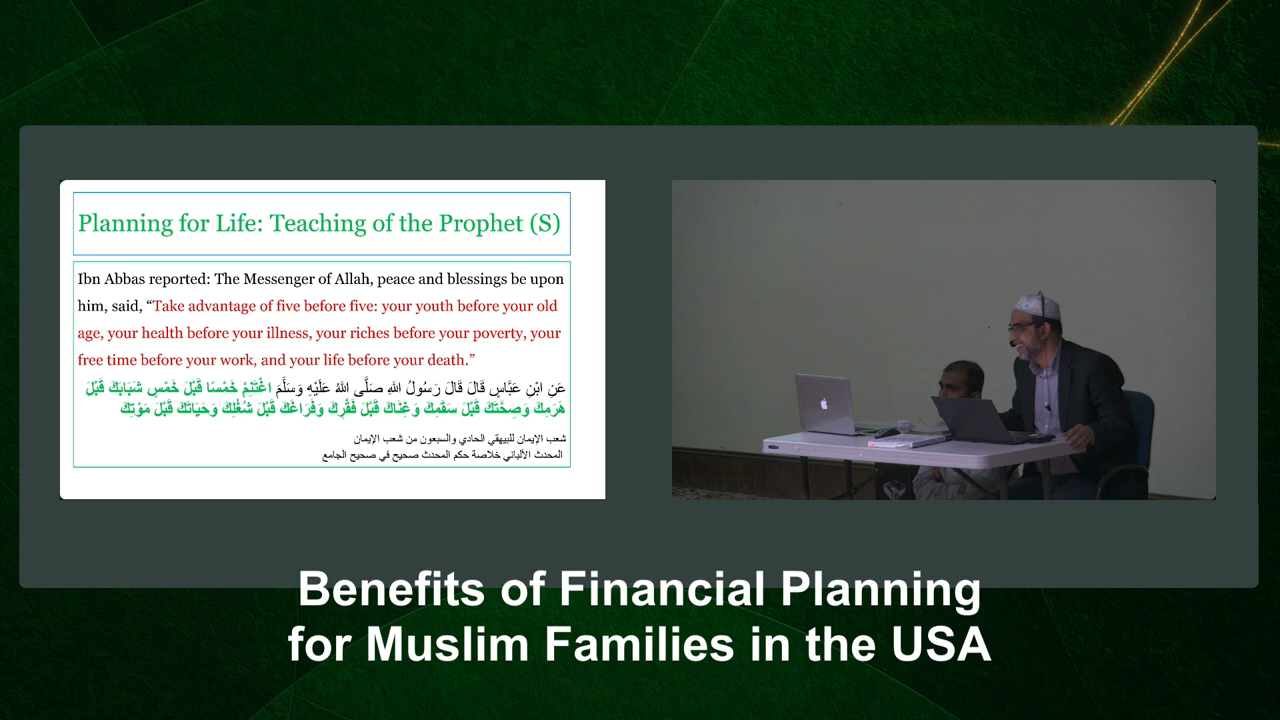 Planning for Life: Teaching of the Prophet (S)
Ibn Abbas reported: The Messenger of Allah, peace and blessings be upon
him, said, “Take advantage of five before five: your youth before your old
age, your health before your illness, your riches before your poverty, your
free time before your work, and your life before your death.”
عَنِ ابْنِ عَبَّاسٍ قَالَ قَالَ رَسُولُ اللهِ صَلَّى اللهُ عَلَيْهِ وَسَلَّمَ اغْتَنِمْ خَمْسًا قَبْلَ خَمْسٍ شَبَابَكَ قَبْلَ
هَرَمِكَ وَصِحَّتَكَ قَبْلَ سَقَمِكَ وَغِنَاكَ قَبْلَ فَقْرِكَ وَفَرَاغَكَ قَبْلَ شُغْلِكَ وَحَيَاتَكَ قَبْلَ مَوْتِكَ
شعب الإيمان للبيهقي الحادي والسبعون من شعب الإيمان
المحدث الألباني خلاصة حكم المحدث صحيح في صحيح الجامع
Benefits of Financial Planning
for Muslim Families in the USA